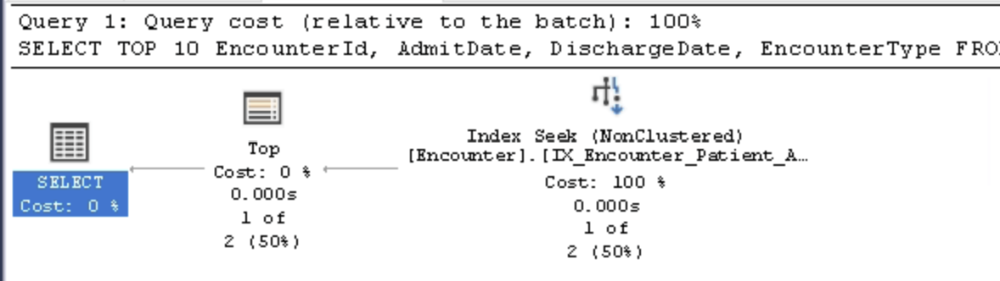 Query 1: Query cost (relative to the batch): 100%
SELECT TOP 10 EncounterId, AdmitDate, DischargeDate, EncounterType FRO
SELECT
Cost: 0 %
Top
Cost: 0 %
0.000s
1 of
2 (50%)
Index Seek (NonClustered)
[Encounter].[IX_Encounter_Patient_A…
Cost: 100 %
0.000s
1 of
2 (50%)